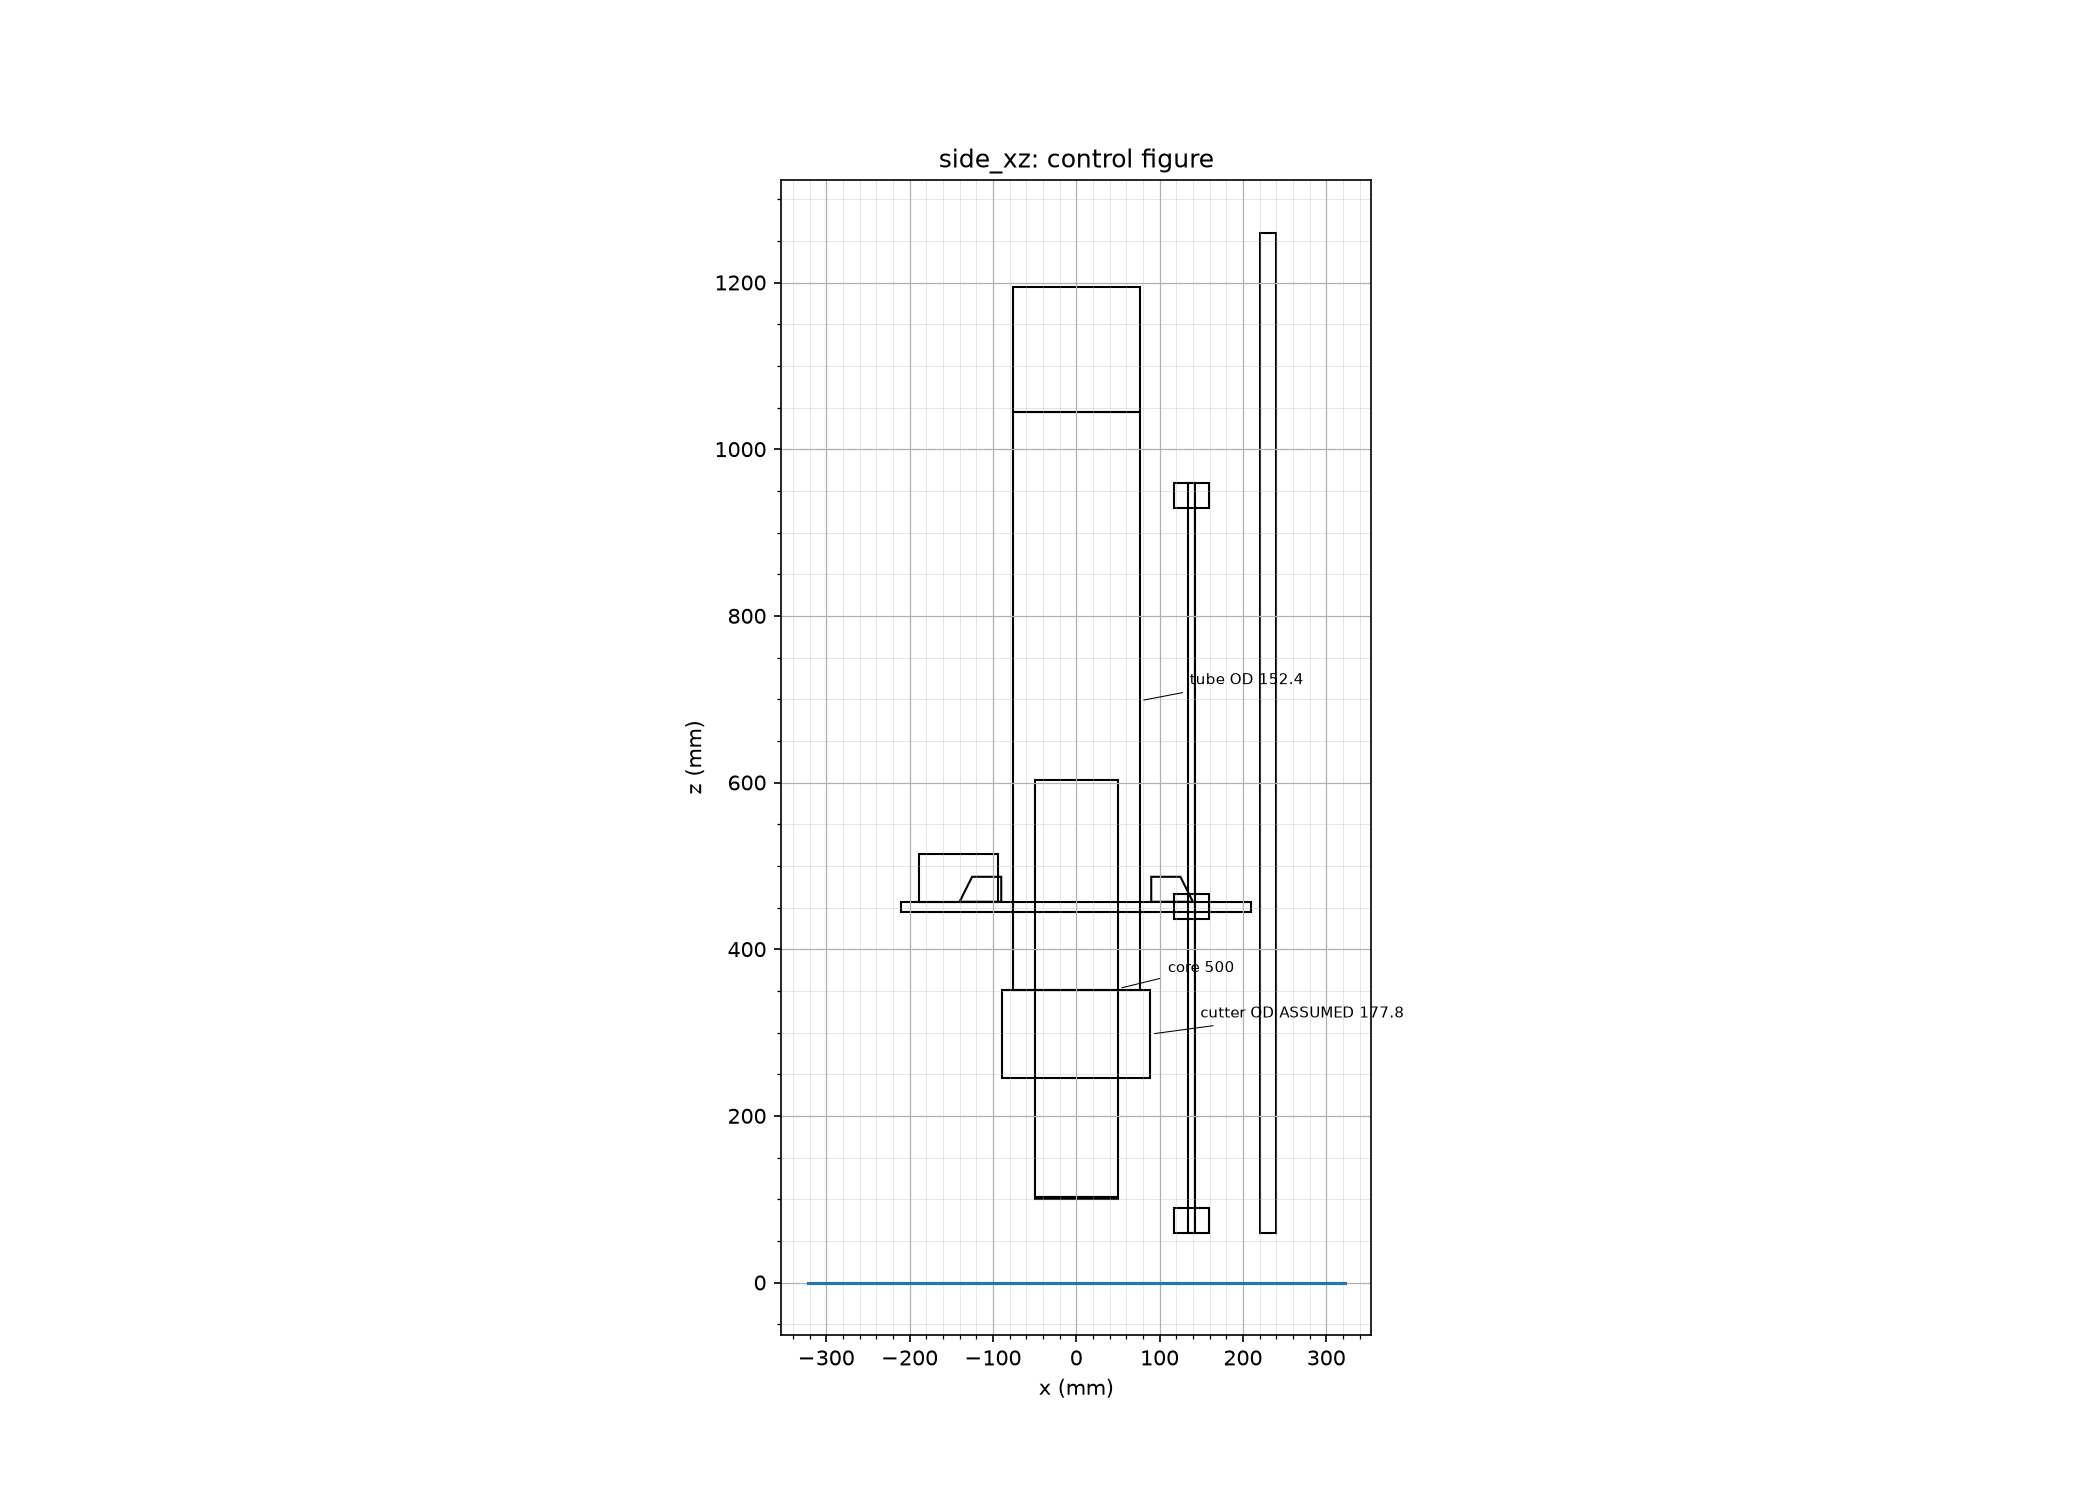 side_xz: control figure
1200
1000
800
tube OD 152.4
z (mm)
600
400
core 500
cutter OD ASSUMED 177.8
200
0
−300 −200 −100 0 100 200 300
x (mm)